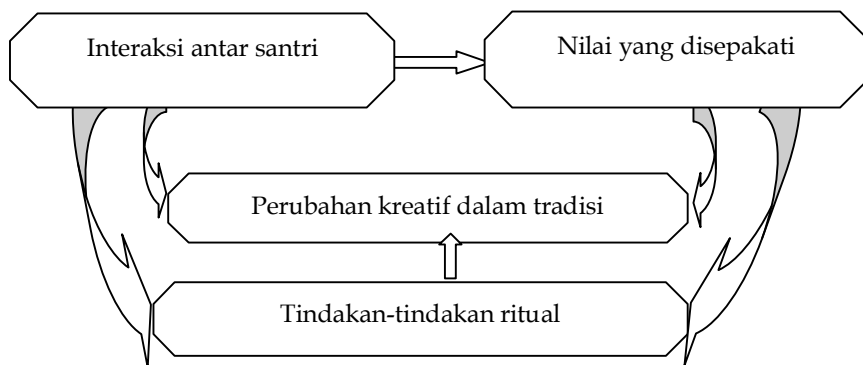 Interaksi antar santri
Nilai yang disepakati
Perubahan kreatif dalam tradisi
Tindakan-tindakan ritual